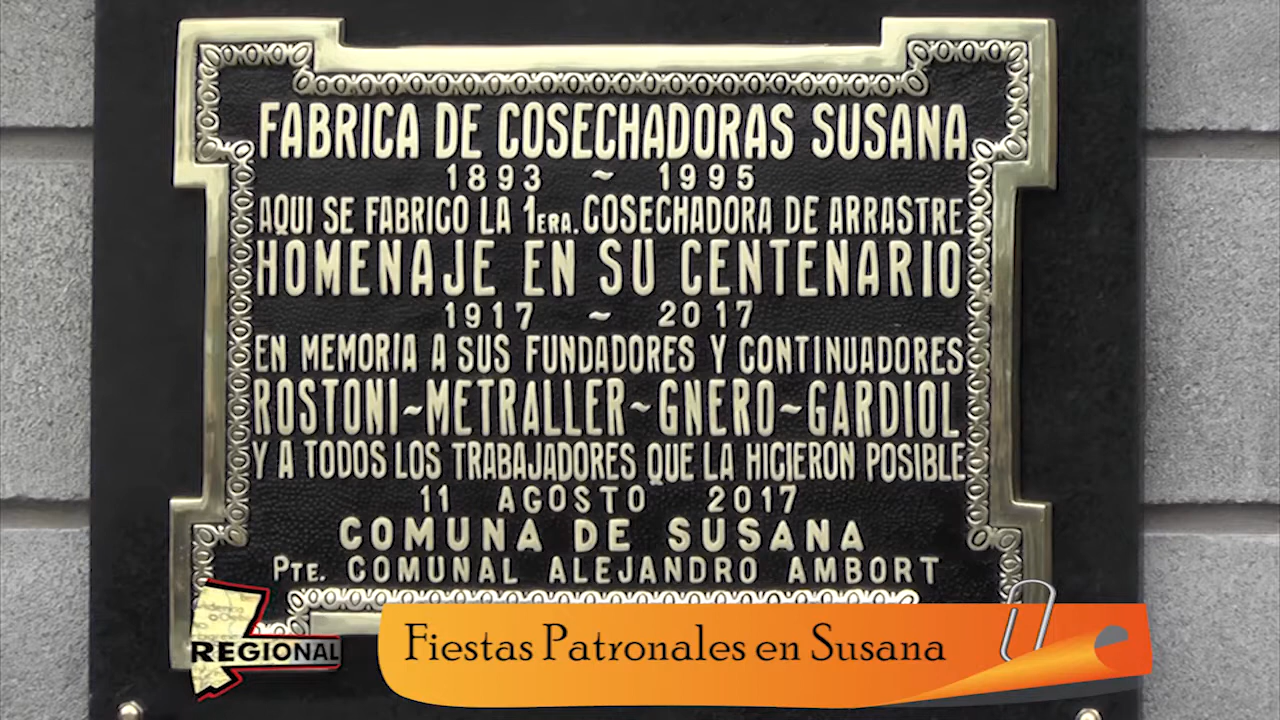 FABRICA DE COSECHADORAS SUSANA
1893 ~ 1995
AQUI SE FABRICO LA 1ERA. COSECHADORA DE ARRASTRE
HOMENAJE EN SU CENTENARIO
1917 ~ 2017
EN MEMORIA A SUS FUNDADORES Y CONTINUADORES
ROSTONI~METRALLER~GNERO~GARDIOL
Y A TODOS LOS TRABAJADORES QUE LA HICIERON POSIBLE
11 AGOSTO 2017
COMUNA DE SUSANA
PTE. COMUNAL ALEJANDRO AMBORT
REGIONAL
Fiestas Patronales en Susana